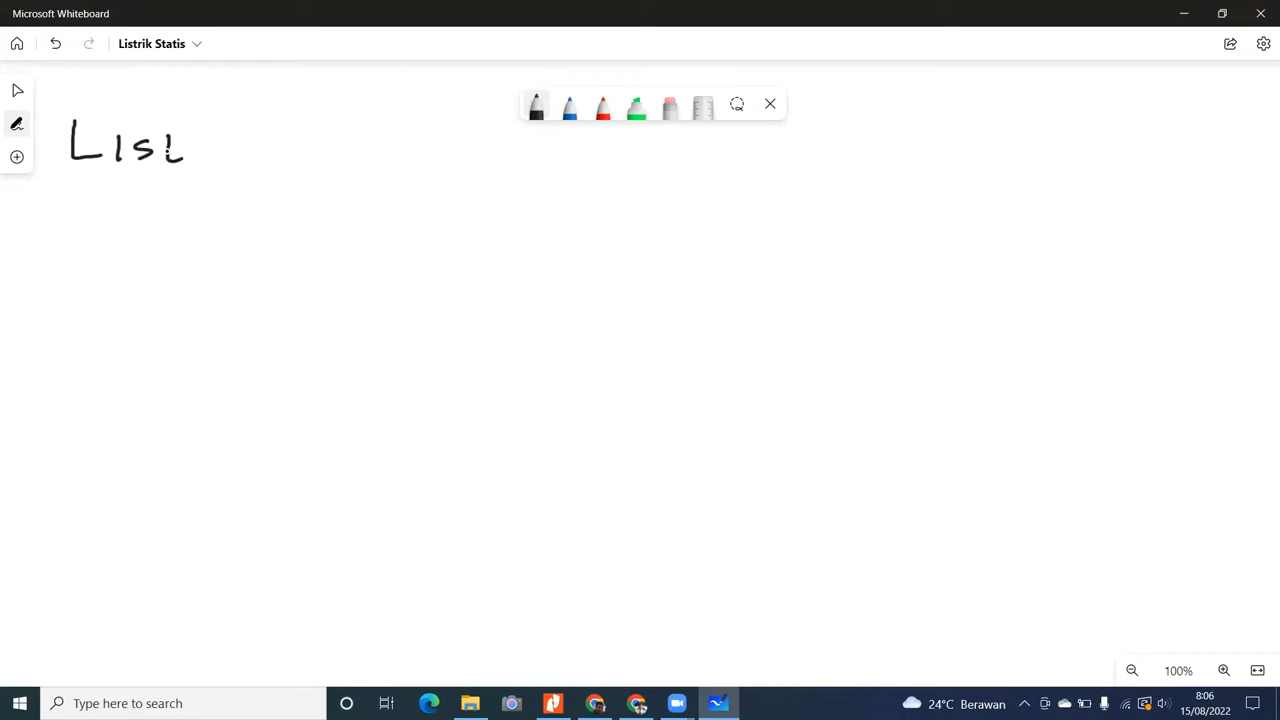 Microsoft Whiteboard
Listrik Statis
List
100%
Type here to search
24°C Berawan
8:06
15/08/2022